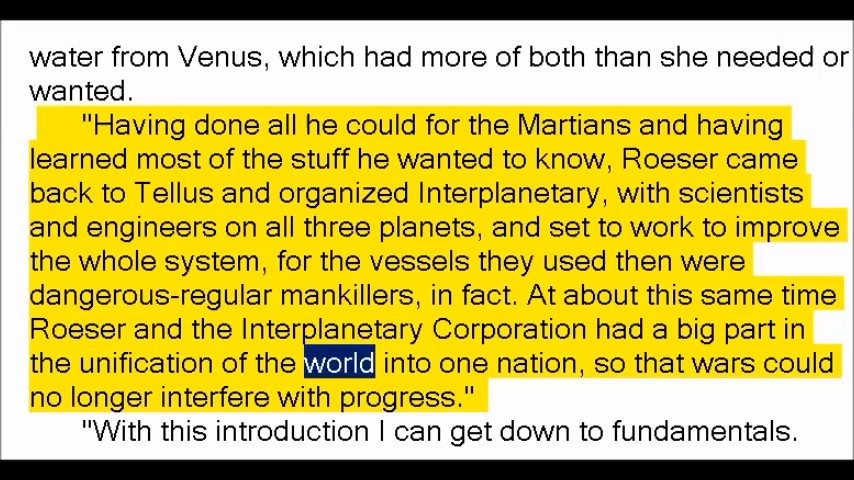 water from Venus, which had more of both than she needed or
wanted.
"Having done all he could for the Martians and having
learned most of the stuff he wanted to know, Roeser came
back to Tellus and organized Interplanetary, with scientists
and engineers on all three planets, and set to work to improve
the whole system, for the vessels they used then were
dangerous-regular mankillers, in fact. At about this same time
Roeser and the Interplanetary Corporation had a big part in
the unification of the world into one nation, so that wars could
no longer interfere with progress."
"With this introduction I can get down to fundamentals.